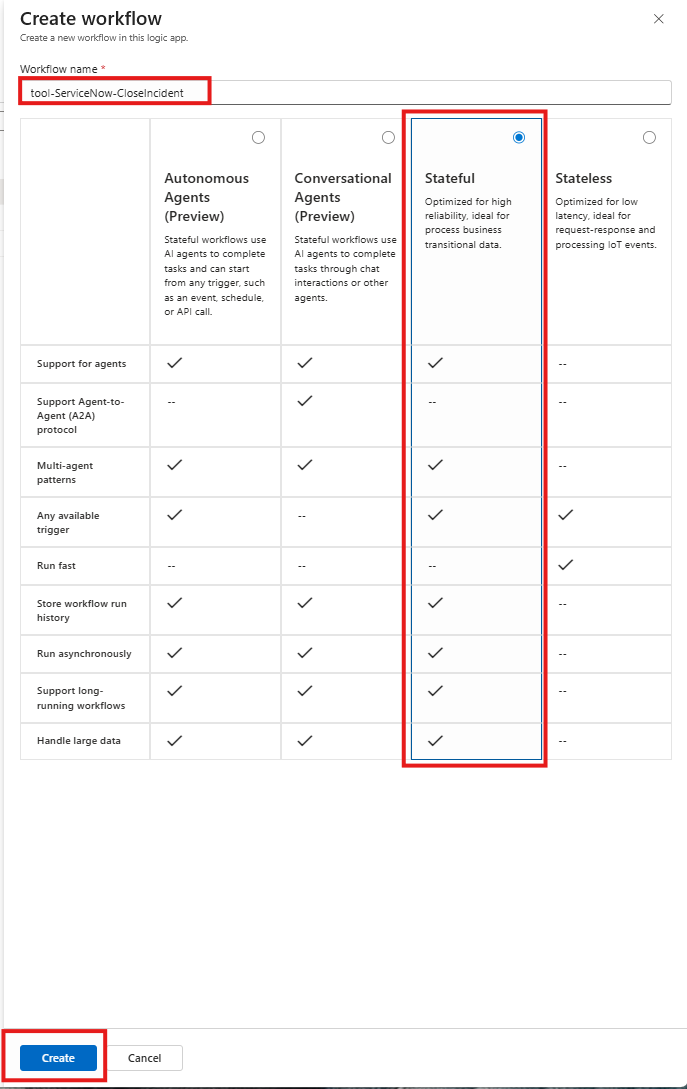 Create workflow
Create a new workflow in this logic app.
Workflow name *
tool-ServiceNow-CloseIncident
Autonomous
Agents
(Preview)
Stateful workflows use
AI agents to complete
tasks and can start
from any trigger, such
as an event, schedule,
or API call.
Conversational
Agents
(Preview)
Stateful workflows use
AI agents to complete
tasks through chat
interactions or other
agents.
Stateful
Optimized for high
reliability, ideal for
process business
transitional data.
Stateless
Optimized for low
latency, ideal for
request-response and
processing IoT events.
Support for agents
--
Support Agent-to-
Agent (A2A)
protocol
-- -- --
Multi-agent
patterns
--
Any available
trigger
--
Run fast
-- -- --
Store workflow run
history
--
Run asynchronously
--
Support long-
running workflows
--
Handle large data
--
Create
Cancel